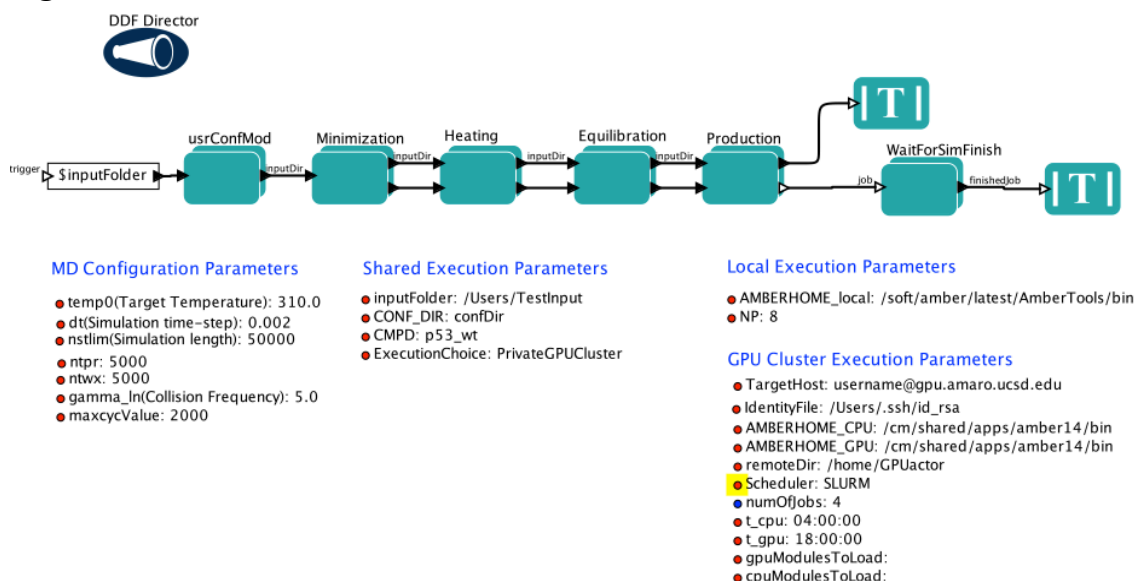 DDF Director
T
usrConfMod
Minimization
Heating
Equilibration
Production
WaitForSimFinish
trigger
$inputFolder
inputDir
inputDir
inputDir
inputDir
job
finishedJob
T
MD Configuration Parameters
temp0(Target Temperature): 310.0
dt(Simulation time-step): 0.002
nstlim(Simulation length): 50000
ntpr: 5000
ntwx: 5000
gamma_ln(Collision Frequency): 5.0
maxcycValue: 2000
Shared Execution Parameters
inputFolder: /Users/TestInput
CONF_DIR: confDir
CMPD: p53_wt
ExecutionChoice: PrivateGPUCluster
Local Execution Parameters
AMBERHOME_local: /soft/amber/latest/AmberTools/bin
NP: 8
GPU Cluster Execution Parameters
TargetHost: username@gpu.amaro.ucsd.edu
IdentityFile: /Users/.ssh/id_rsa
AMBERHOME_CPU: /cm/shared/apps/amber14/bin
AMBERHOME_GPU: /cm/shared/apps/amber14/bin
remoteDir: /home/GPUactor
Scheduler: SLURM
numOfJobs: 4
t_cpu: 04:00:00
t_gpu: 18:00:00
gpuModulesToLoad:
cpuModulesToLoad: